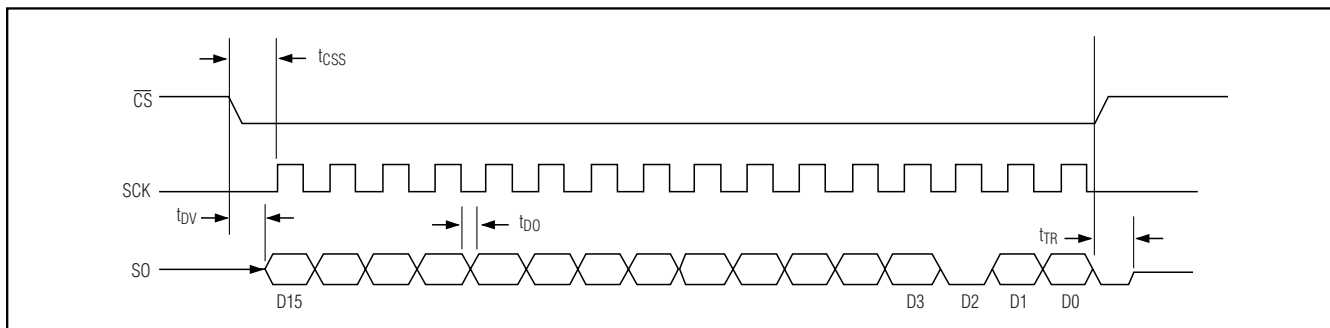 tCSS
CS
SCK
tDV
tDO
tTR
SO
D15 D3 D2 D1 D0